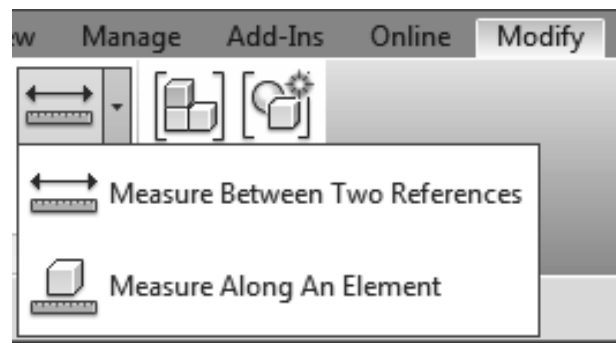 w Manage Add-Ins Online Modify
Measure Between Two References
Measure Along An Element